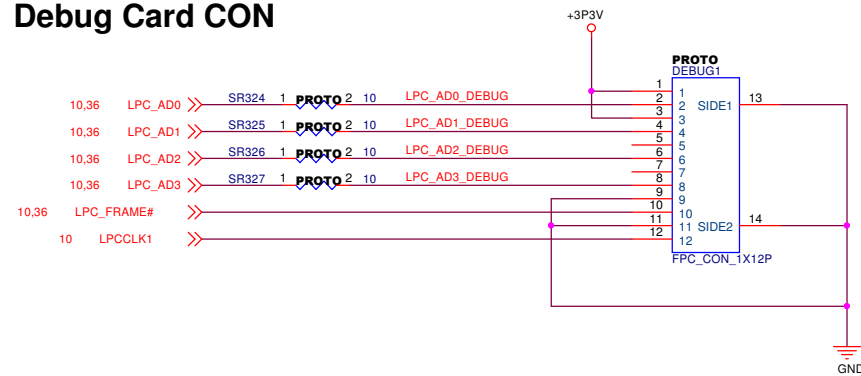 Debug Card CON
+3P3V
PROTO
DEBUG1
10,36 LPC_AD0 SR324 1 PROTO 2 10 LPC_AD0_DEBUG
10,36 LPC_AD1 SR325 1 PROTO 2 10 LPC_AD1_DEBUG
10,36 LPC_AD2 SR326 1 PROTO 2 10 LPC_AD2_DEBUG
10,36 LPC_AD3 SR327 1 PROTO 2 10 LPC_AD3_DEBUG
10,36 LPC_FRAME#
10 LPCCLK1
1 1
2 2 SIDE1 13
3 3
4 4
5 5
6 6
7 7
8 8
9 9
10 10
11 11 SIDE2 14
12 12
FPC_CON_1X12P
GND